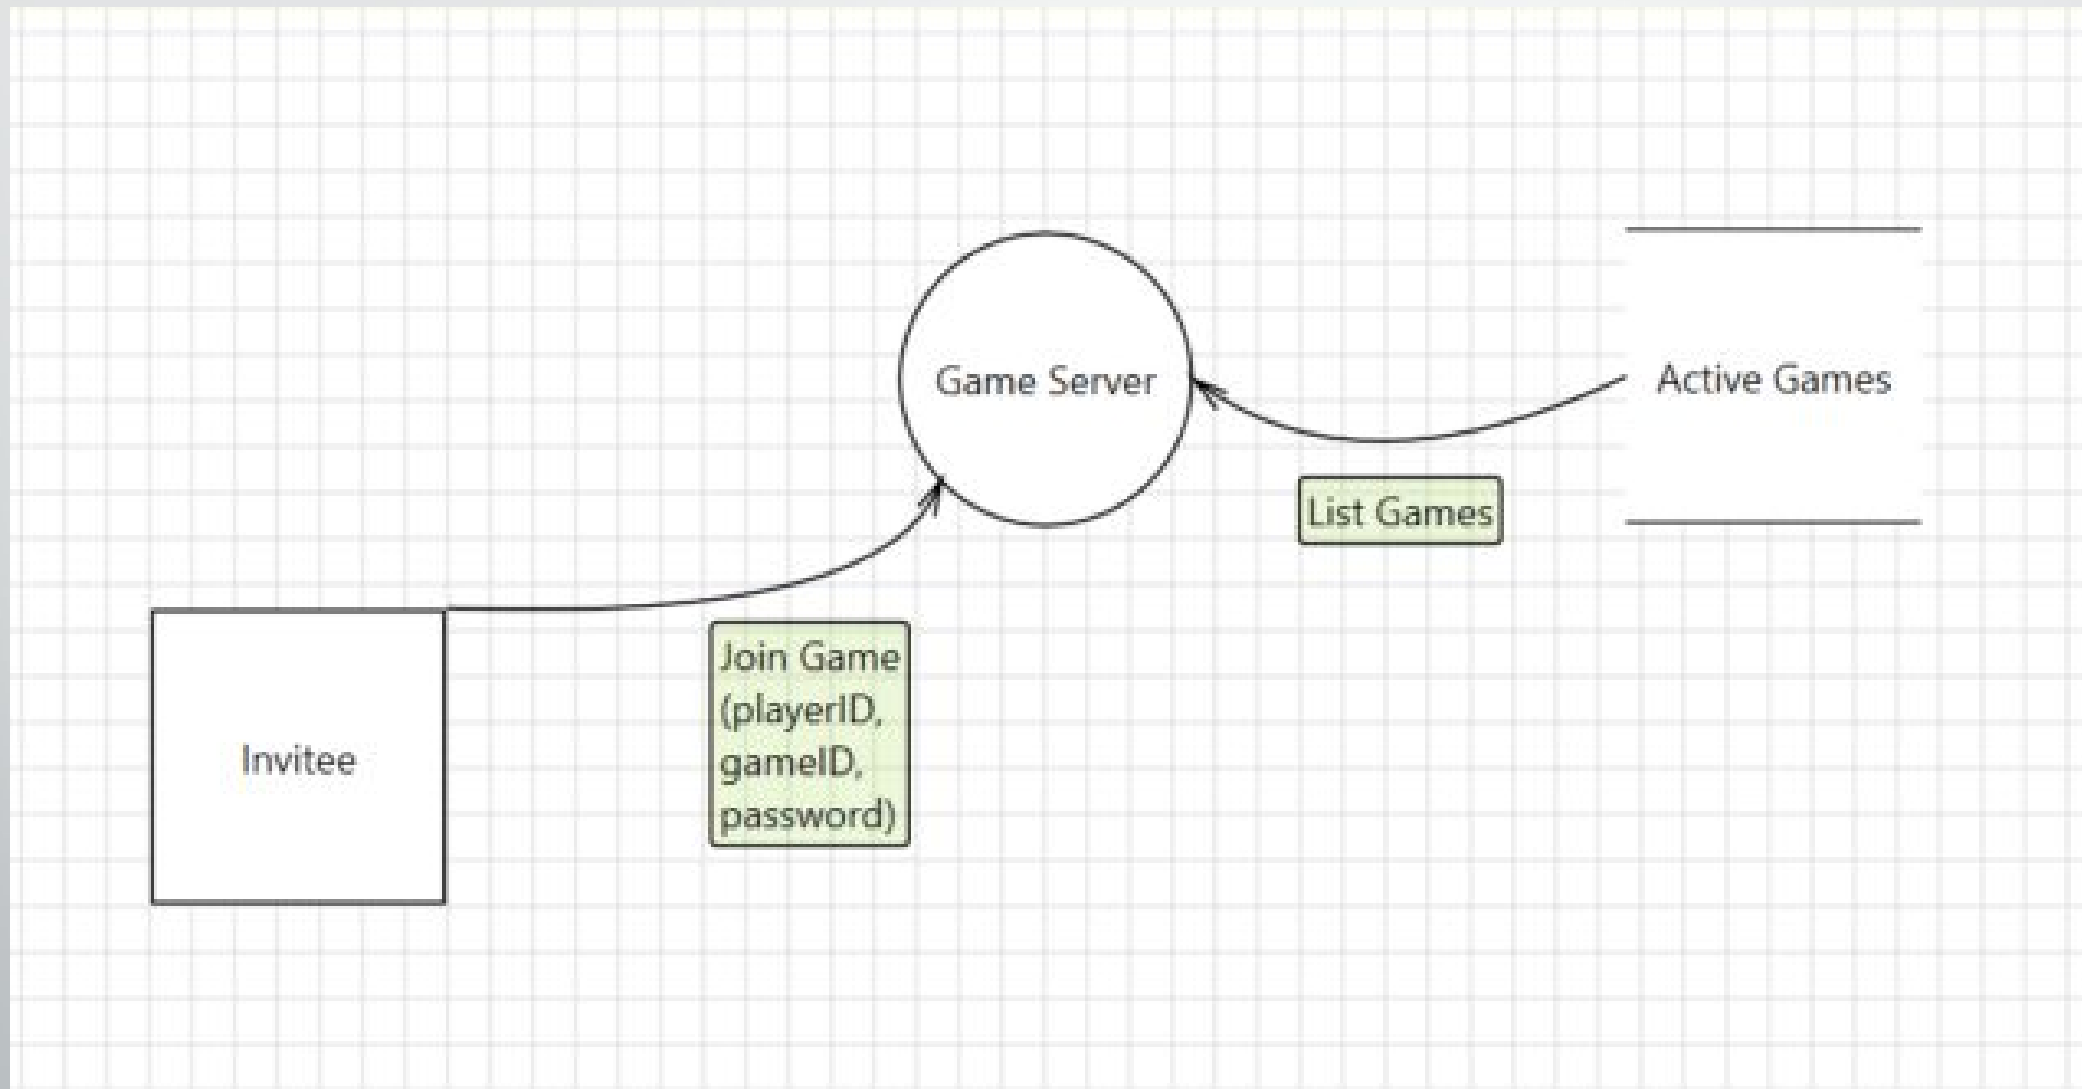 Game Server
Active Games
List Games
Join Game
(playerID,
gameID,
password)
Invitee